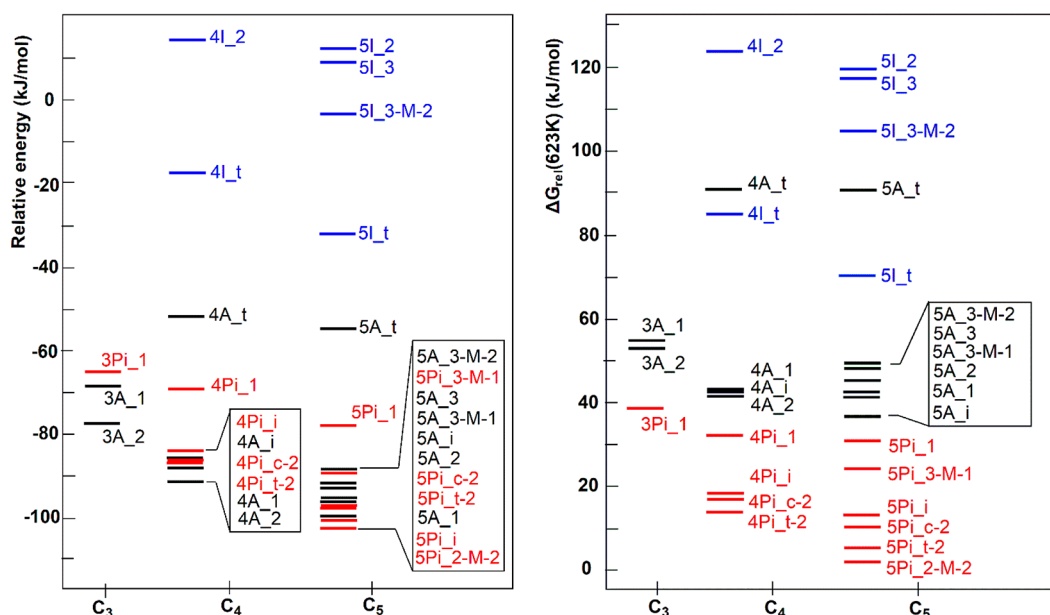 Relative energy (kJ/mol)
0
-20
-40
-60
-80
-100
C3
C4
C5
3Pi_1
3A_1
3A_2
4I_2
4I_t
4A_t
4Pi_1
4Pi_i
4A_i
4Pi_c-2
4Pi_t-2
4A_1
4A_2
5I_2
5I_3
5I_3-M-2
5I_t
5A_t
5Pi_1
5A_3-M-2
5Pi_3-M-1
5A_3
5A_3-M-1
5A_i
5A_2
5Pi_c-2
5Pi_t-2
5A_1
5Pi_i
5Pi_2-M-2
ΔGrel(623K) (kJ/mol)
120
100
80
60
40
20
0
C3
C4
C5
3A_1
3A_2
3Pi_1
4I_2
4A_t
4I_t
4A_1
4A_i
4A_2
4Pi_1
4Pi_i
4Pi_c-2
4Pi_t-2
5I_2
5I_3
5I_3-M-2
5A_t
5I_t
5A_3-M-2
5A_3
5A_3-M-1
5A_2
5A_1
5A_i
5Pi_1
5Pi_3-M-1
5Pi_i
5Pi_c-2
5Pi_t-2
5Pi_2-M-2